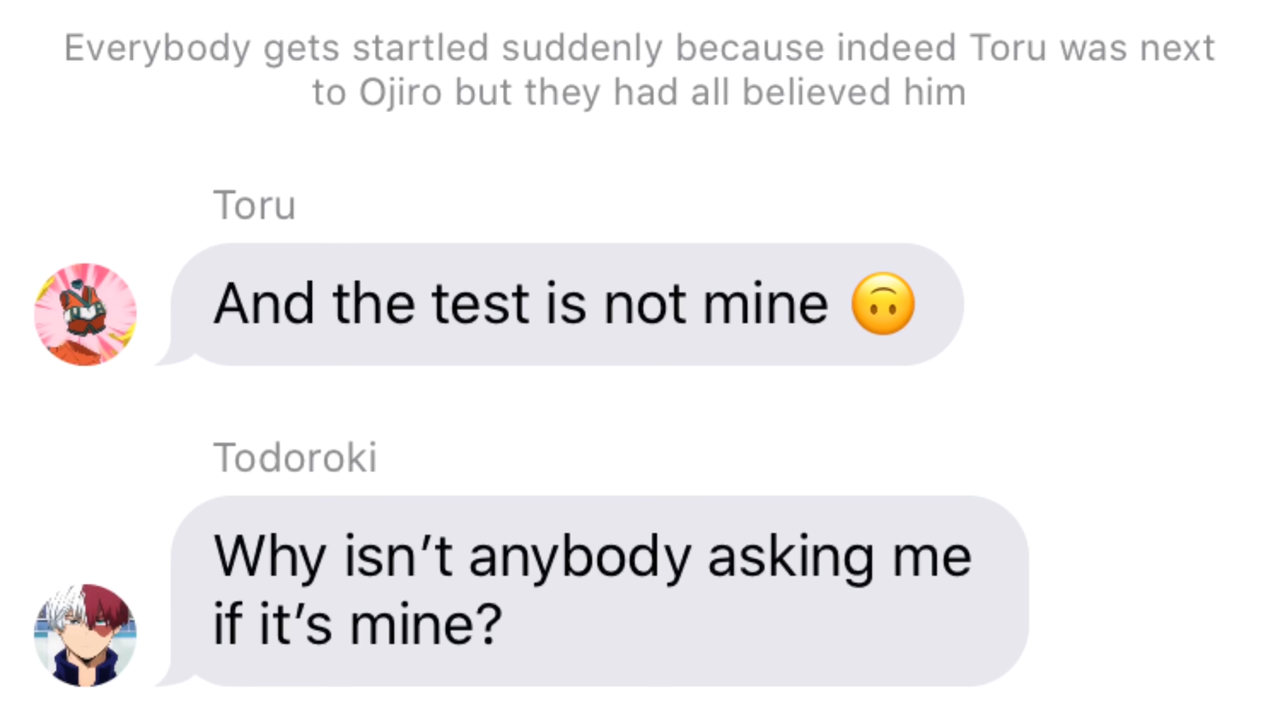 Everybody gets startled suddenly because indeed Toru was next
to Ojiro but they had all believed him
Toru
And the test is not mine 🙃
Todoroki
Why isn’t anybody asking me
if it’s mine?